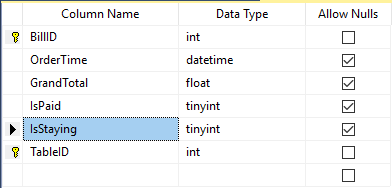 Column Name Data Type Allow Nulls
BillID int
OrderTime datetime
GrandTotal float
IsPaid tinyint
IsStaying tinyint
TableID int